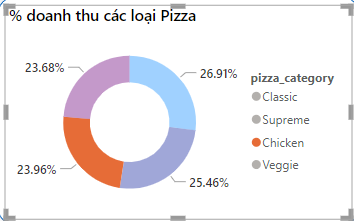 % doanh thu các loại Pizza
23.68%
26.91%
pizza_category
Classic
Supreme
Chicken
Veggie
23.96%
25.46%